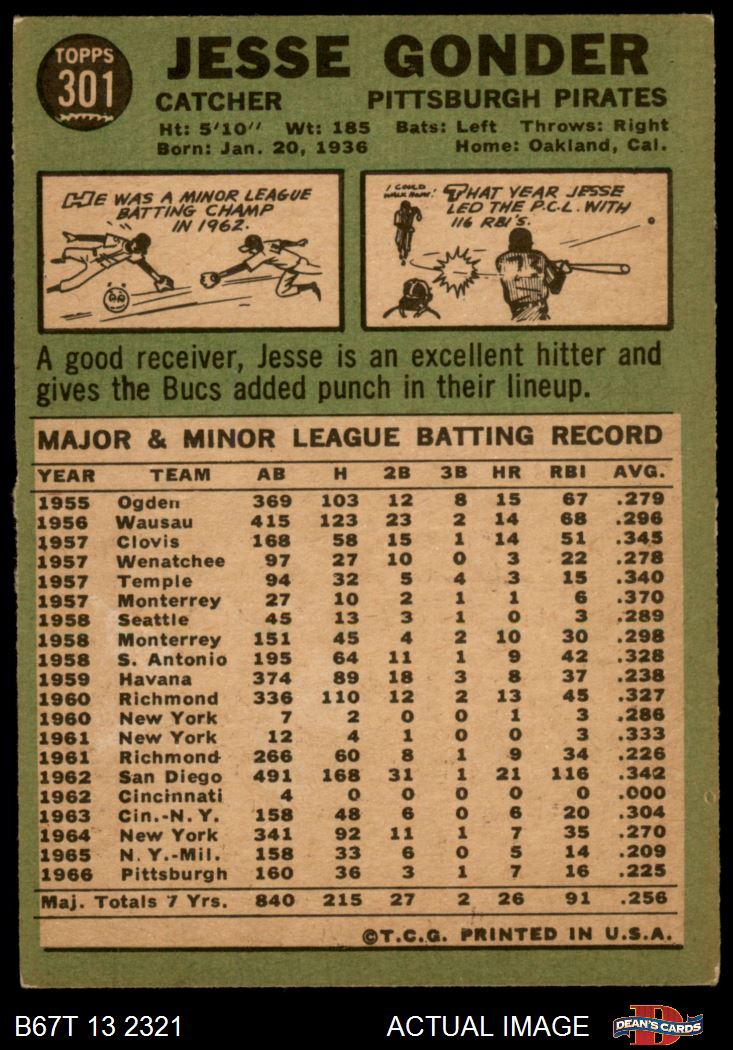 TOPPS
301
JESSE GONDER
CATCHER PITTSBURGH PIRATES
Ht: 5'10" Wt: 185 Bats: Left Throws: Right
Born: Jan. 20, 1936 Home: Oakland, Cal.
HE WAS A MINOR LEAGUE
BATTING CHAMP
IN 1962.
I COULD
WALK NOW!
THAT YEAR JESSE
LED THE P.C.L. WITH
116 RBI'S.
A good receiver, Jesse is an excellent hitter and
gives the Bucs added punch in their lineup.
MAJOR & MINOR LEAGUE BATTING RECORD
YEAR TEAM AB H 2B 3B HR RBI AVG.
1955 Ogden 369 103 12 8 15 67 .279
1956 Wausau 415 123 23 2 14 68 .296
1957 Clovis 168 58 15 1 14 51 .345
1957 Wenatchee 97 27 10 0 3 22 .278
1957 Temple 94 32 5 4 3 15 .340
1957 Monterrey 27 10 2 1 1 6 .370
1958 Seattle 45 13 3 1 0 3 .289
1958 Monterrey 151 45 4 2 10 30 .298
1958 S. Antonio 195 64 11 1 9 42 .328
1959 Havana 374 89 18 3 8 37 .238
1960 Richmond 336 110 12 2 13 45 .327
1960 New York 7 2 0 0 1 3 .286
1961 New York 12 4 1 0 0 3 .333
1961 Richmond 266 60 8 1 9 34 .226
1962 San Diego 491 168 31 1 21 116 .342
1962 Cincinnati 4 0 0 0 0 0 .000
1963 Cin.-N. Y. 158 48 6 0 6 20 .304
1964 New York 341 92 11 1 7 35 .270
1965 N. Y.-Mil. 158 33 6 0 5 14 .209
1966 Pittsburgh 160 36 3 1 7 16 .225
Maj. Totals 7 Yrs. 840 215 27 2 26 91 .256
©T.C.G. PRINTED IN U.S.A.
B67T 13 2321 ACTUAL IMAGE
D
DEAN'S CARDS